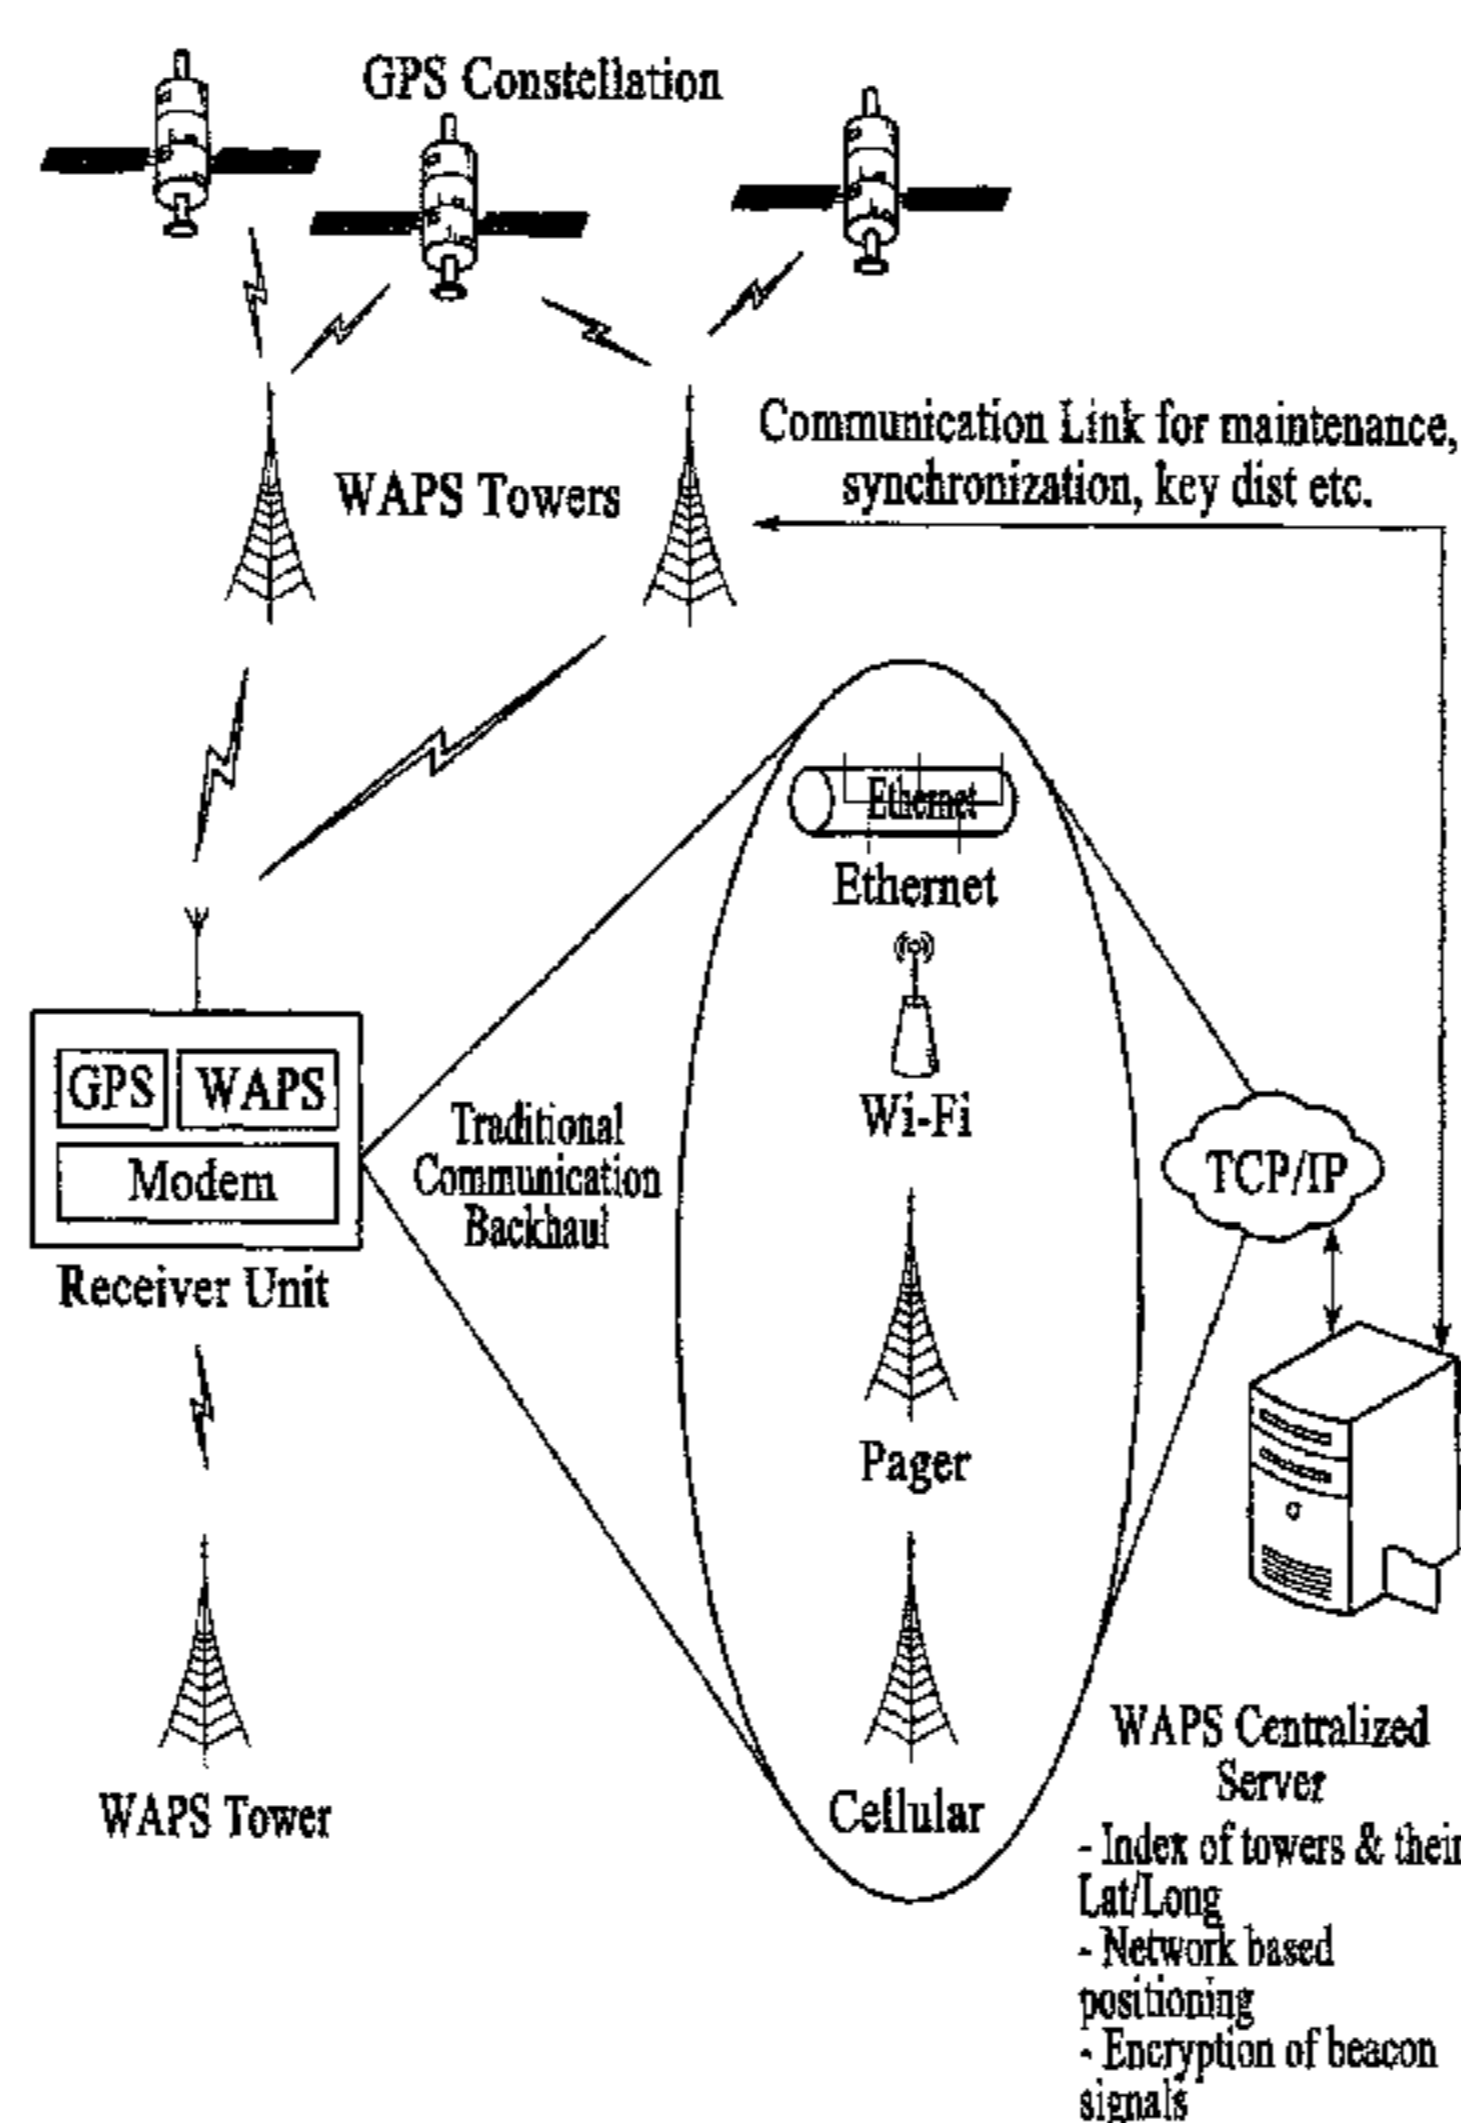 GPS Constellation
Communication Link for maintenance,
synchronization, key dist etc.
WAPS Towers
Ethernet
Ethernet
Wi-Fi
GPS
WAPS
Modem
Receiver Unit
Traditional
Communication
Backhaul
TCP/IP
Pager
Cellular
WAPS Tower
WAPS Centralized
Server
- Index of towers & their
Lat/Long
- Network based
positioning
- Encryption of beacon
signals